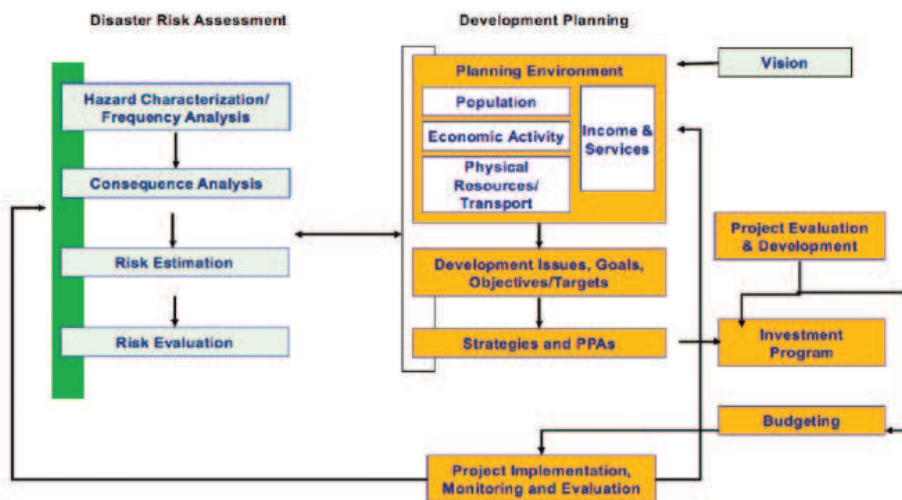 Disaster Risk Assessment
Development Planning
Hazard Characterization/
Frequency Analysis
Consequence Analysis
Risk Estimation
Risk Evaluation
Planning Environment
Population
Economic Activity
Physical
Resources/
Transport
Income &
Services
Development Issues, Goals,
Objectives/Targets
Strategies and PPAs
Vision
Project Evaluation
& Development
Investment
Program
Budgeting
Project Implementation,
Monitoring and Evaluation